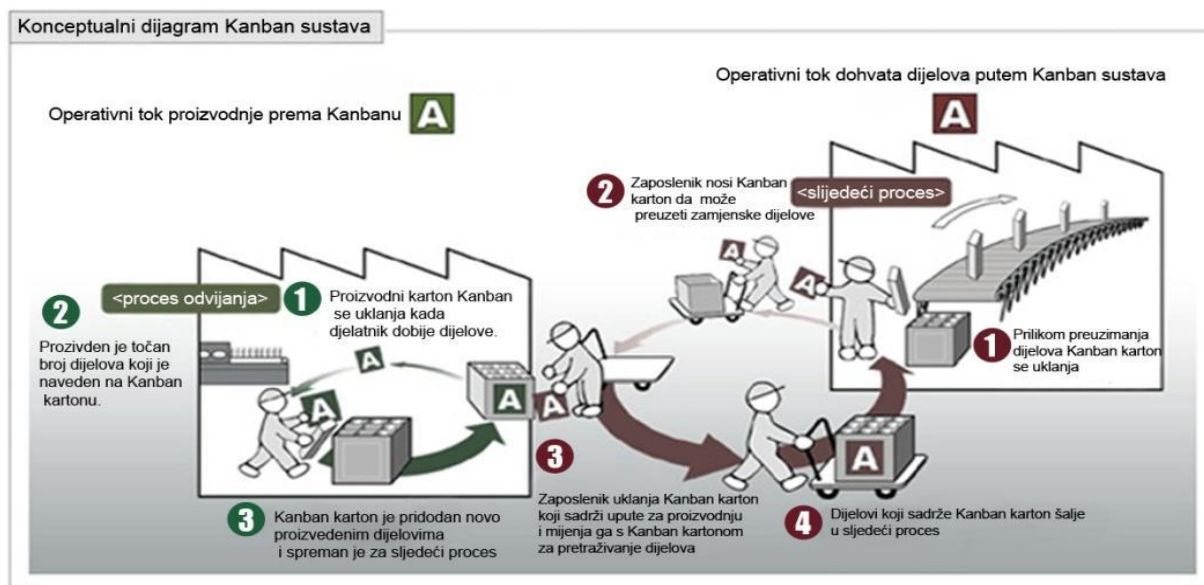 Konceptualni dijagram Kanban sustava
Operativni tok dohvata dijelova putem Kanban sustava
A
Operativni tok proizvodnje prema Kanbanu
A
2
Zaposlenik nosi Kanban
karton da može
preuzeti zamjenske dijelove
<slijedeći proces>
A
A
1
Prilikom preuzimanja
dijelova Kanban karton
se uklanja
<proces odvijanja>
1
Proizvodni karton Kanban
se uklanja kada
djelatnik dobije dijelove.
2
Prozivden je točan
broj dijelova koji je
naveden na Kanban
kartonu.
A
A
A
A
A
3
Kanban karton je pridodan novo
proizvedenim dijelovima
i spreman je za sljedeći proces
3
Zaposlenik uklanja Kanban karton
koji sadrži upute za proizvodnju
i mijenja ga s Kanban kartonom
za pretraživanje dijelova
4
Dijelovi koji sadrže Kanban karton šalje
u sljedeći proces